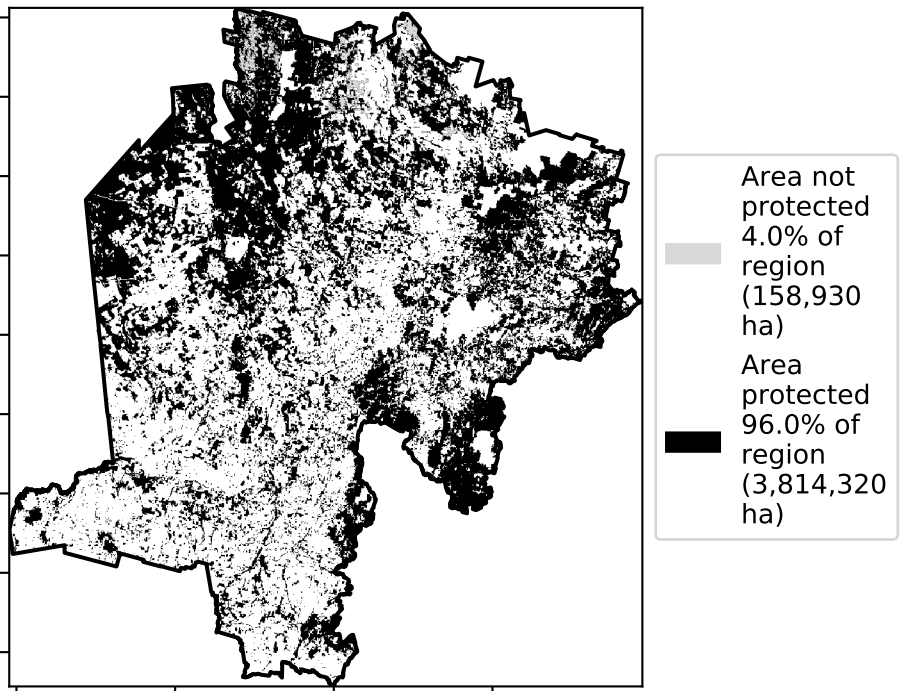 Area not
protected
4.0% of
region
(158,930
ha)
Area
protected
96.0% of
region
(3,814,320
ha)